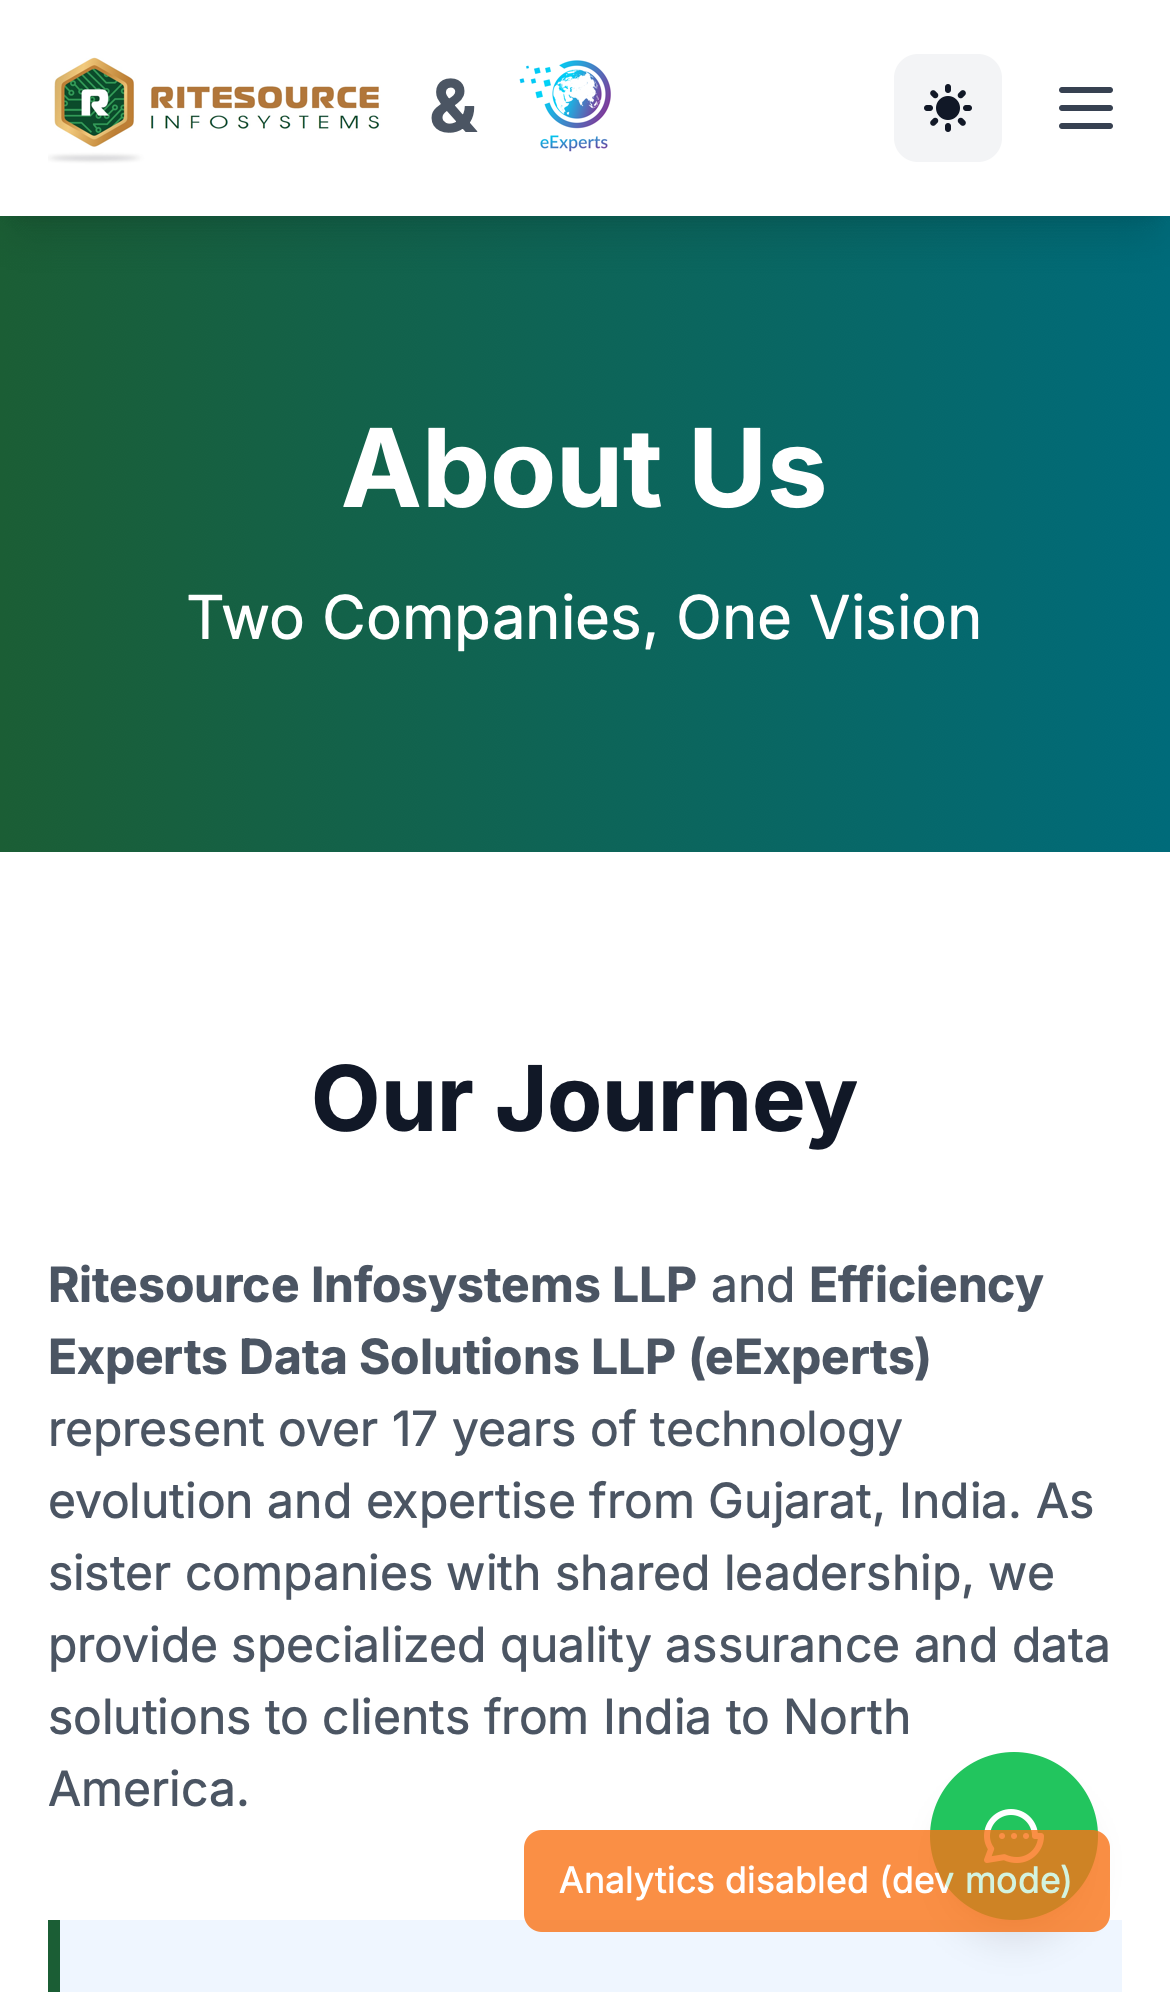 RITESOURCE
INFOSYSTEMS
&
eExperts
About Us
Two Companies, One Vision
Our Journey
Ritesource Infosystems LLP and Efficiency
Experts Data Solutions LLP (eExperts)
represent over 17 years of technology
evolution and expertise from Gujarat, India. As
sister companies with shared leadership, we
provide specialized quality assurance and data
solutions to clients from India to North
America.
Analytics disabled (dev mode)